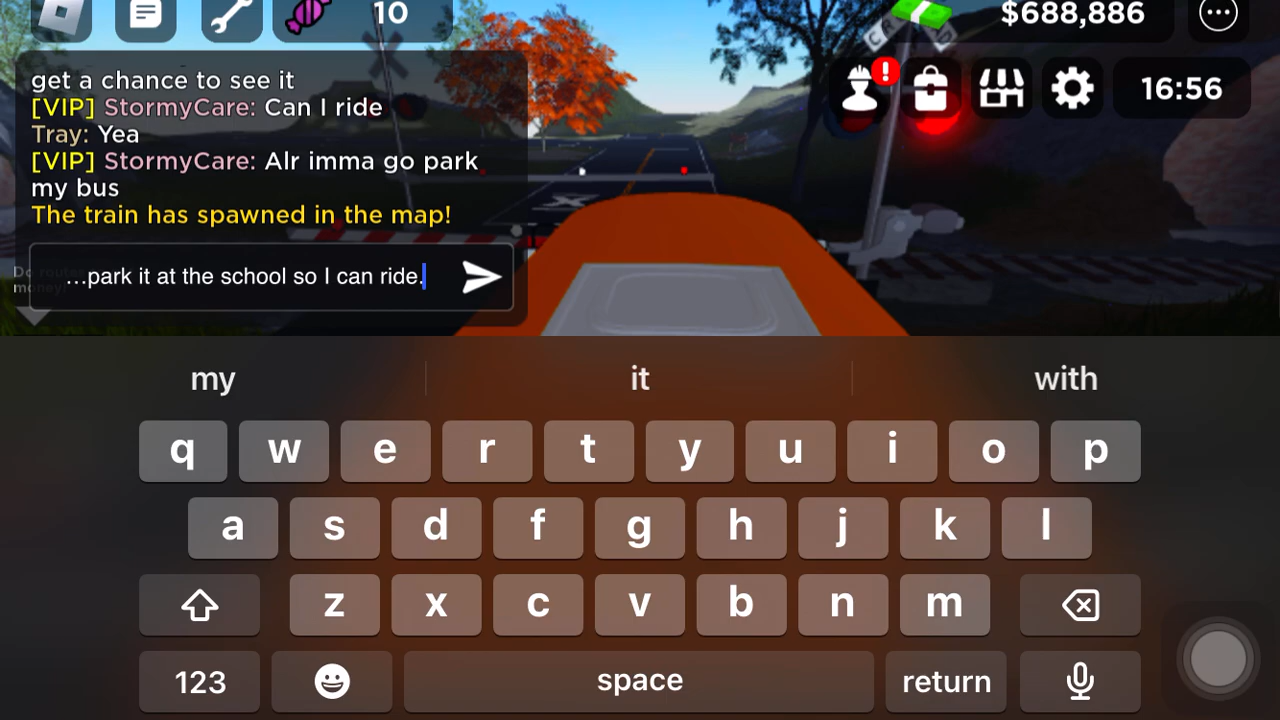 10
$688,886
get a chance to see it
[VIP] StormyCare: Can I ride
Tray: Yea
[VIP] StormyCare: Alr imma go park
my bus
The train has spawned in the map!
16:56
…park it at the school so I can ride.
my it with
q w e r t y u i o p
a s d f g h j k l
z x c v b n m
123 space return